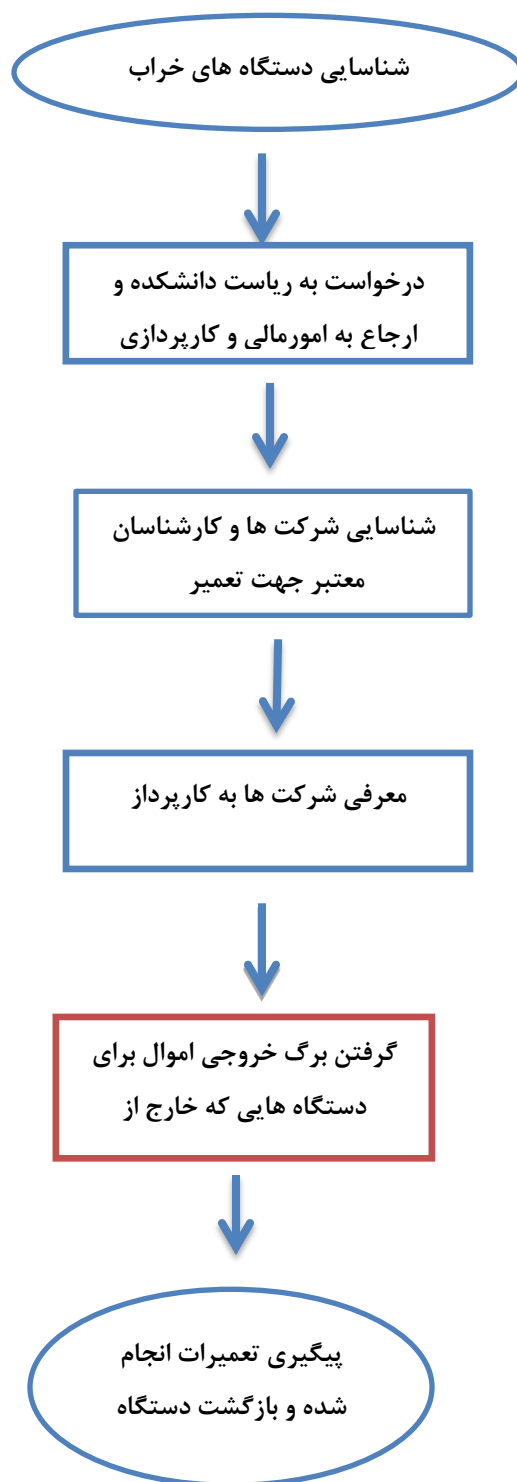 شناسایی دستگاه های خراب
درخواست به ریاست دانشکده و
ارجاع به امورمالی و کارپردازی
شناسایی شرکت ها و کارشناسان
معتبر جهت تعمیر
معرفی شرکت ها به کارپرداز
گرفتن برگ خروجی اموال برای
دستگاه هایی که خارج از
پیگیری تعمیرات انجام
شده و بازگشت دستگاه